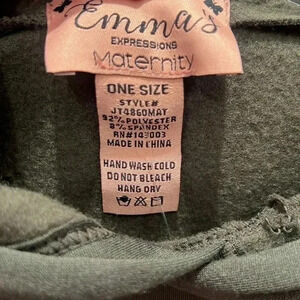 Emma's
EXPRESSIONS
Maternity
ONE SIZE
STYLE#
JT4860MAT
92% POLYESTER
8% SPANDEX
RN#143003
MADE IN CHINA
HAND WASH COLD
DO NOT BLEACH
HANG DRY